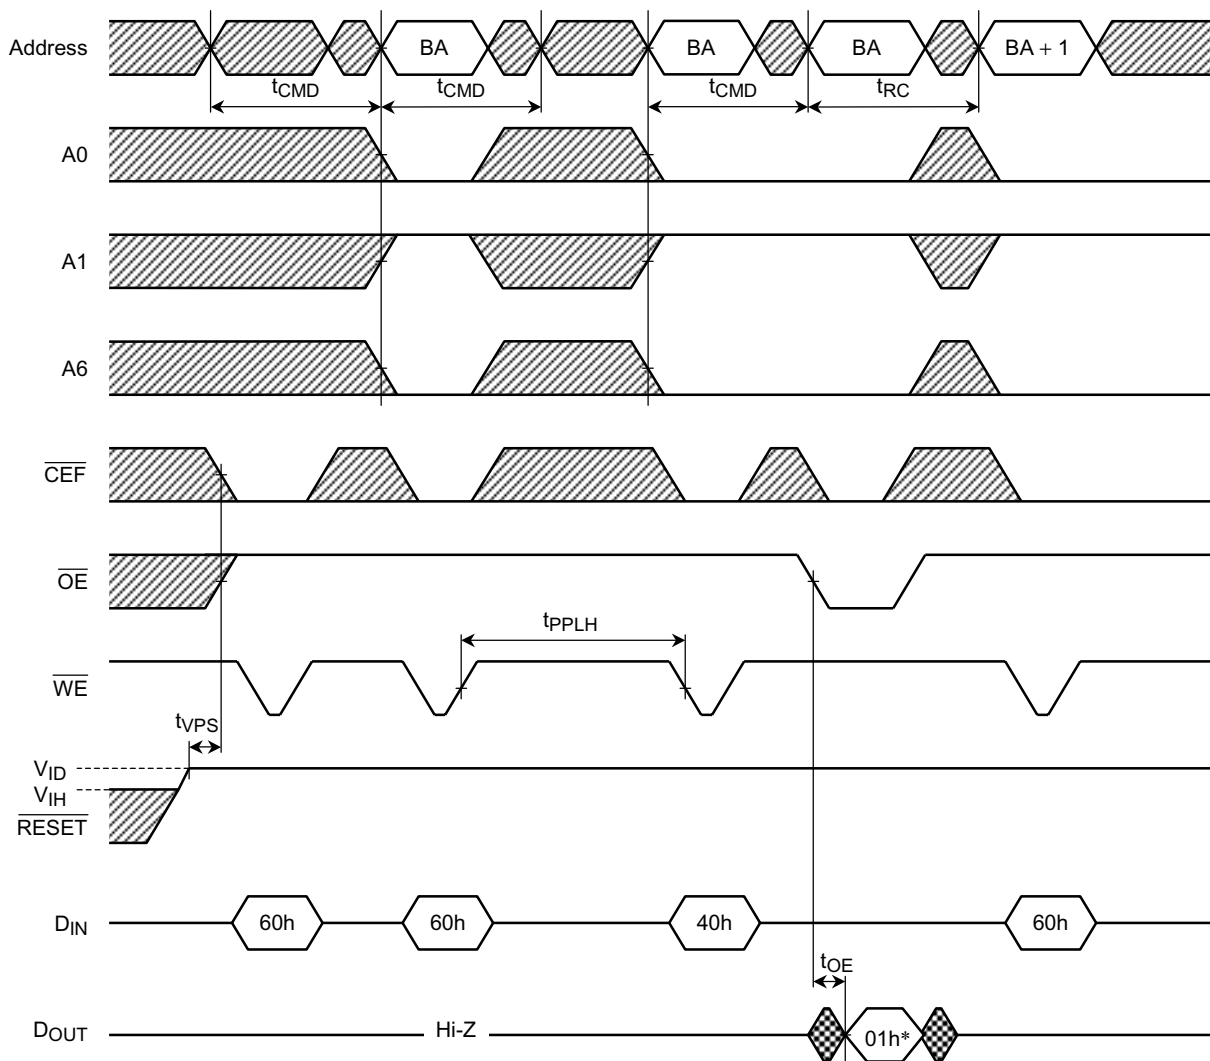 Address BA BA BA BA + 1
tCMD tCMD tCMD tRC
A0
A1
A6
CEF
OE
tPPLH
WE
tVPS
VID
VIH
RESET
DIN 60h 60h 40h 60h
tOE
DOUT Hi-Z 01h*